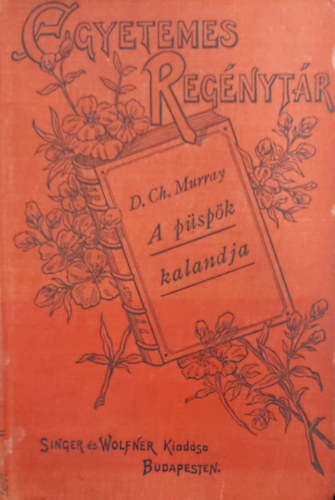 EGYETEMES
REGÉNYTÁR
D. Ch. Murray
A püspök
kalandja
SINGER és WOLFNER Kiadása
BUDAPESTEN.